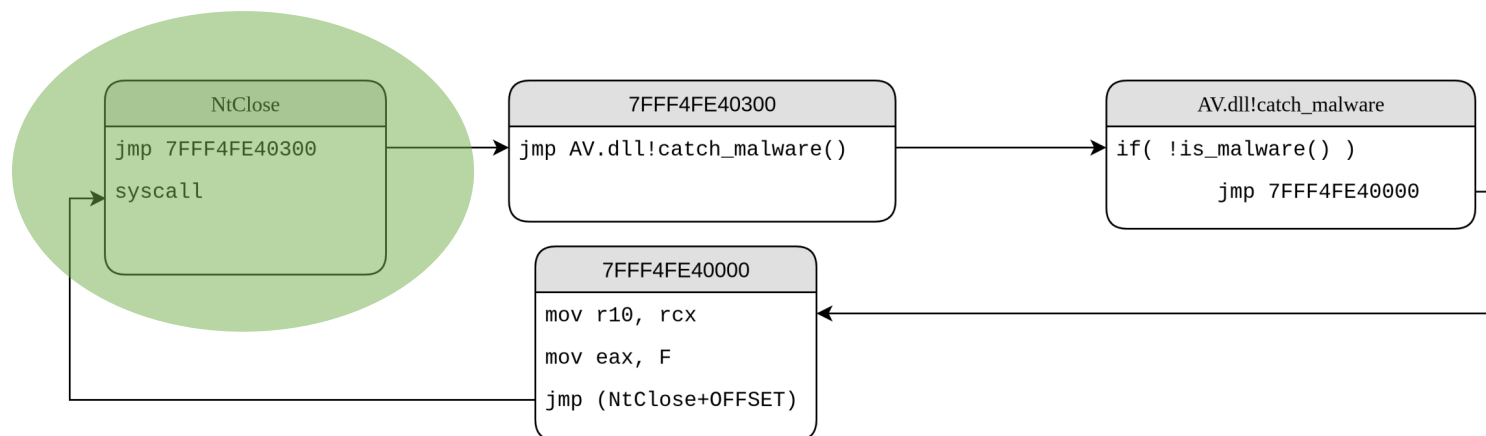 NtClose
jmp 7FFF4FE40300
syscall
7FFF4FE40300
jmp AV.dll!catch_malware()
AV.dll!catch_malware
if( !is_malware() )
jmp 7FFF4FE40000
7FFF4FE40000
mov r10, rcx
mov eax, F
jmp (NtClose+OFFSET)